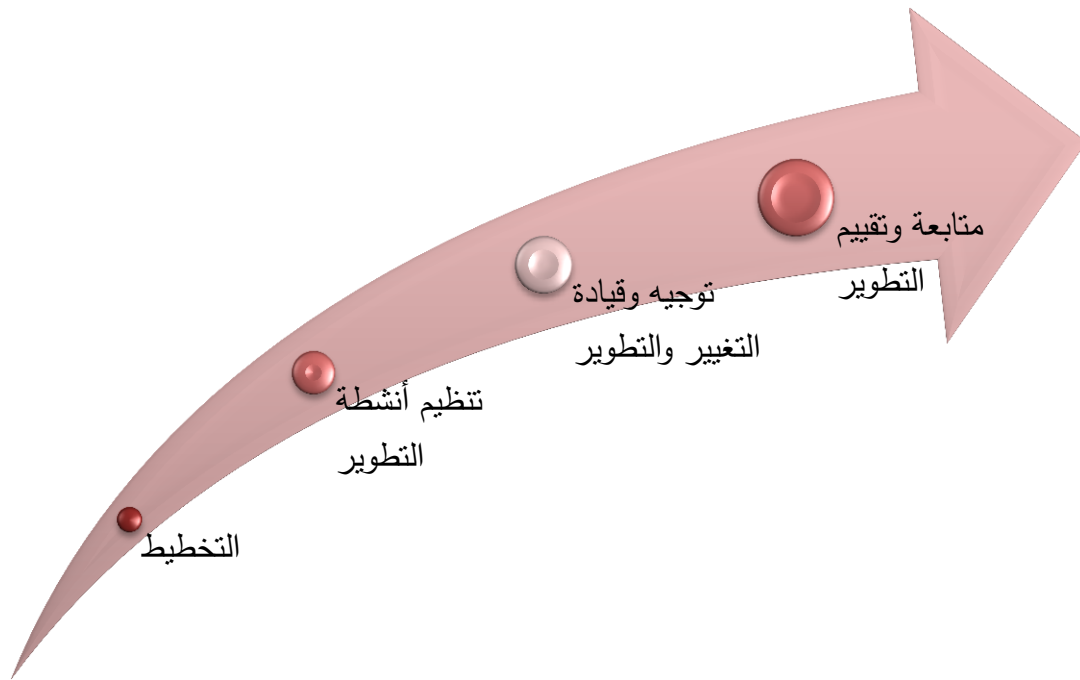 التخطيط
تنظيم أنشطة
التطوير
توجيه وقيادة
التغيير والتطوير
متابعة وتقييم
التطوير